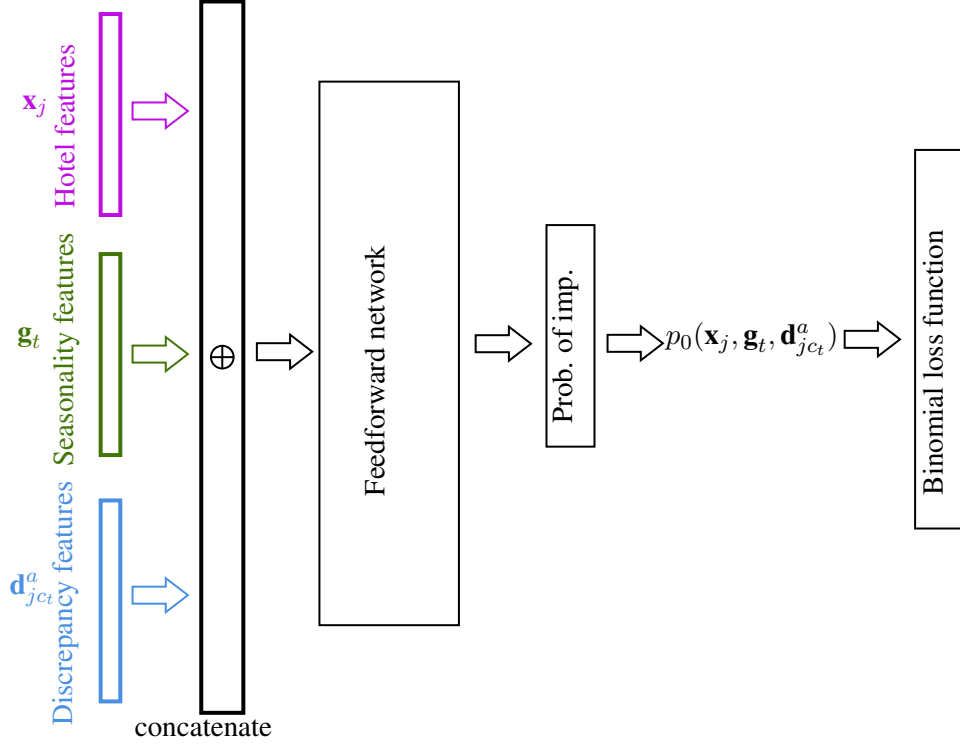 x_j
Hotel features
g_t
Seasonality features
d^a_{jc_t}
Discrepancy features
⊕
concatenate
Feedforward network
Prob. of imp.
p_0(x_j, g_t, d^a_{jc_t})
Binomial loss function